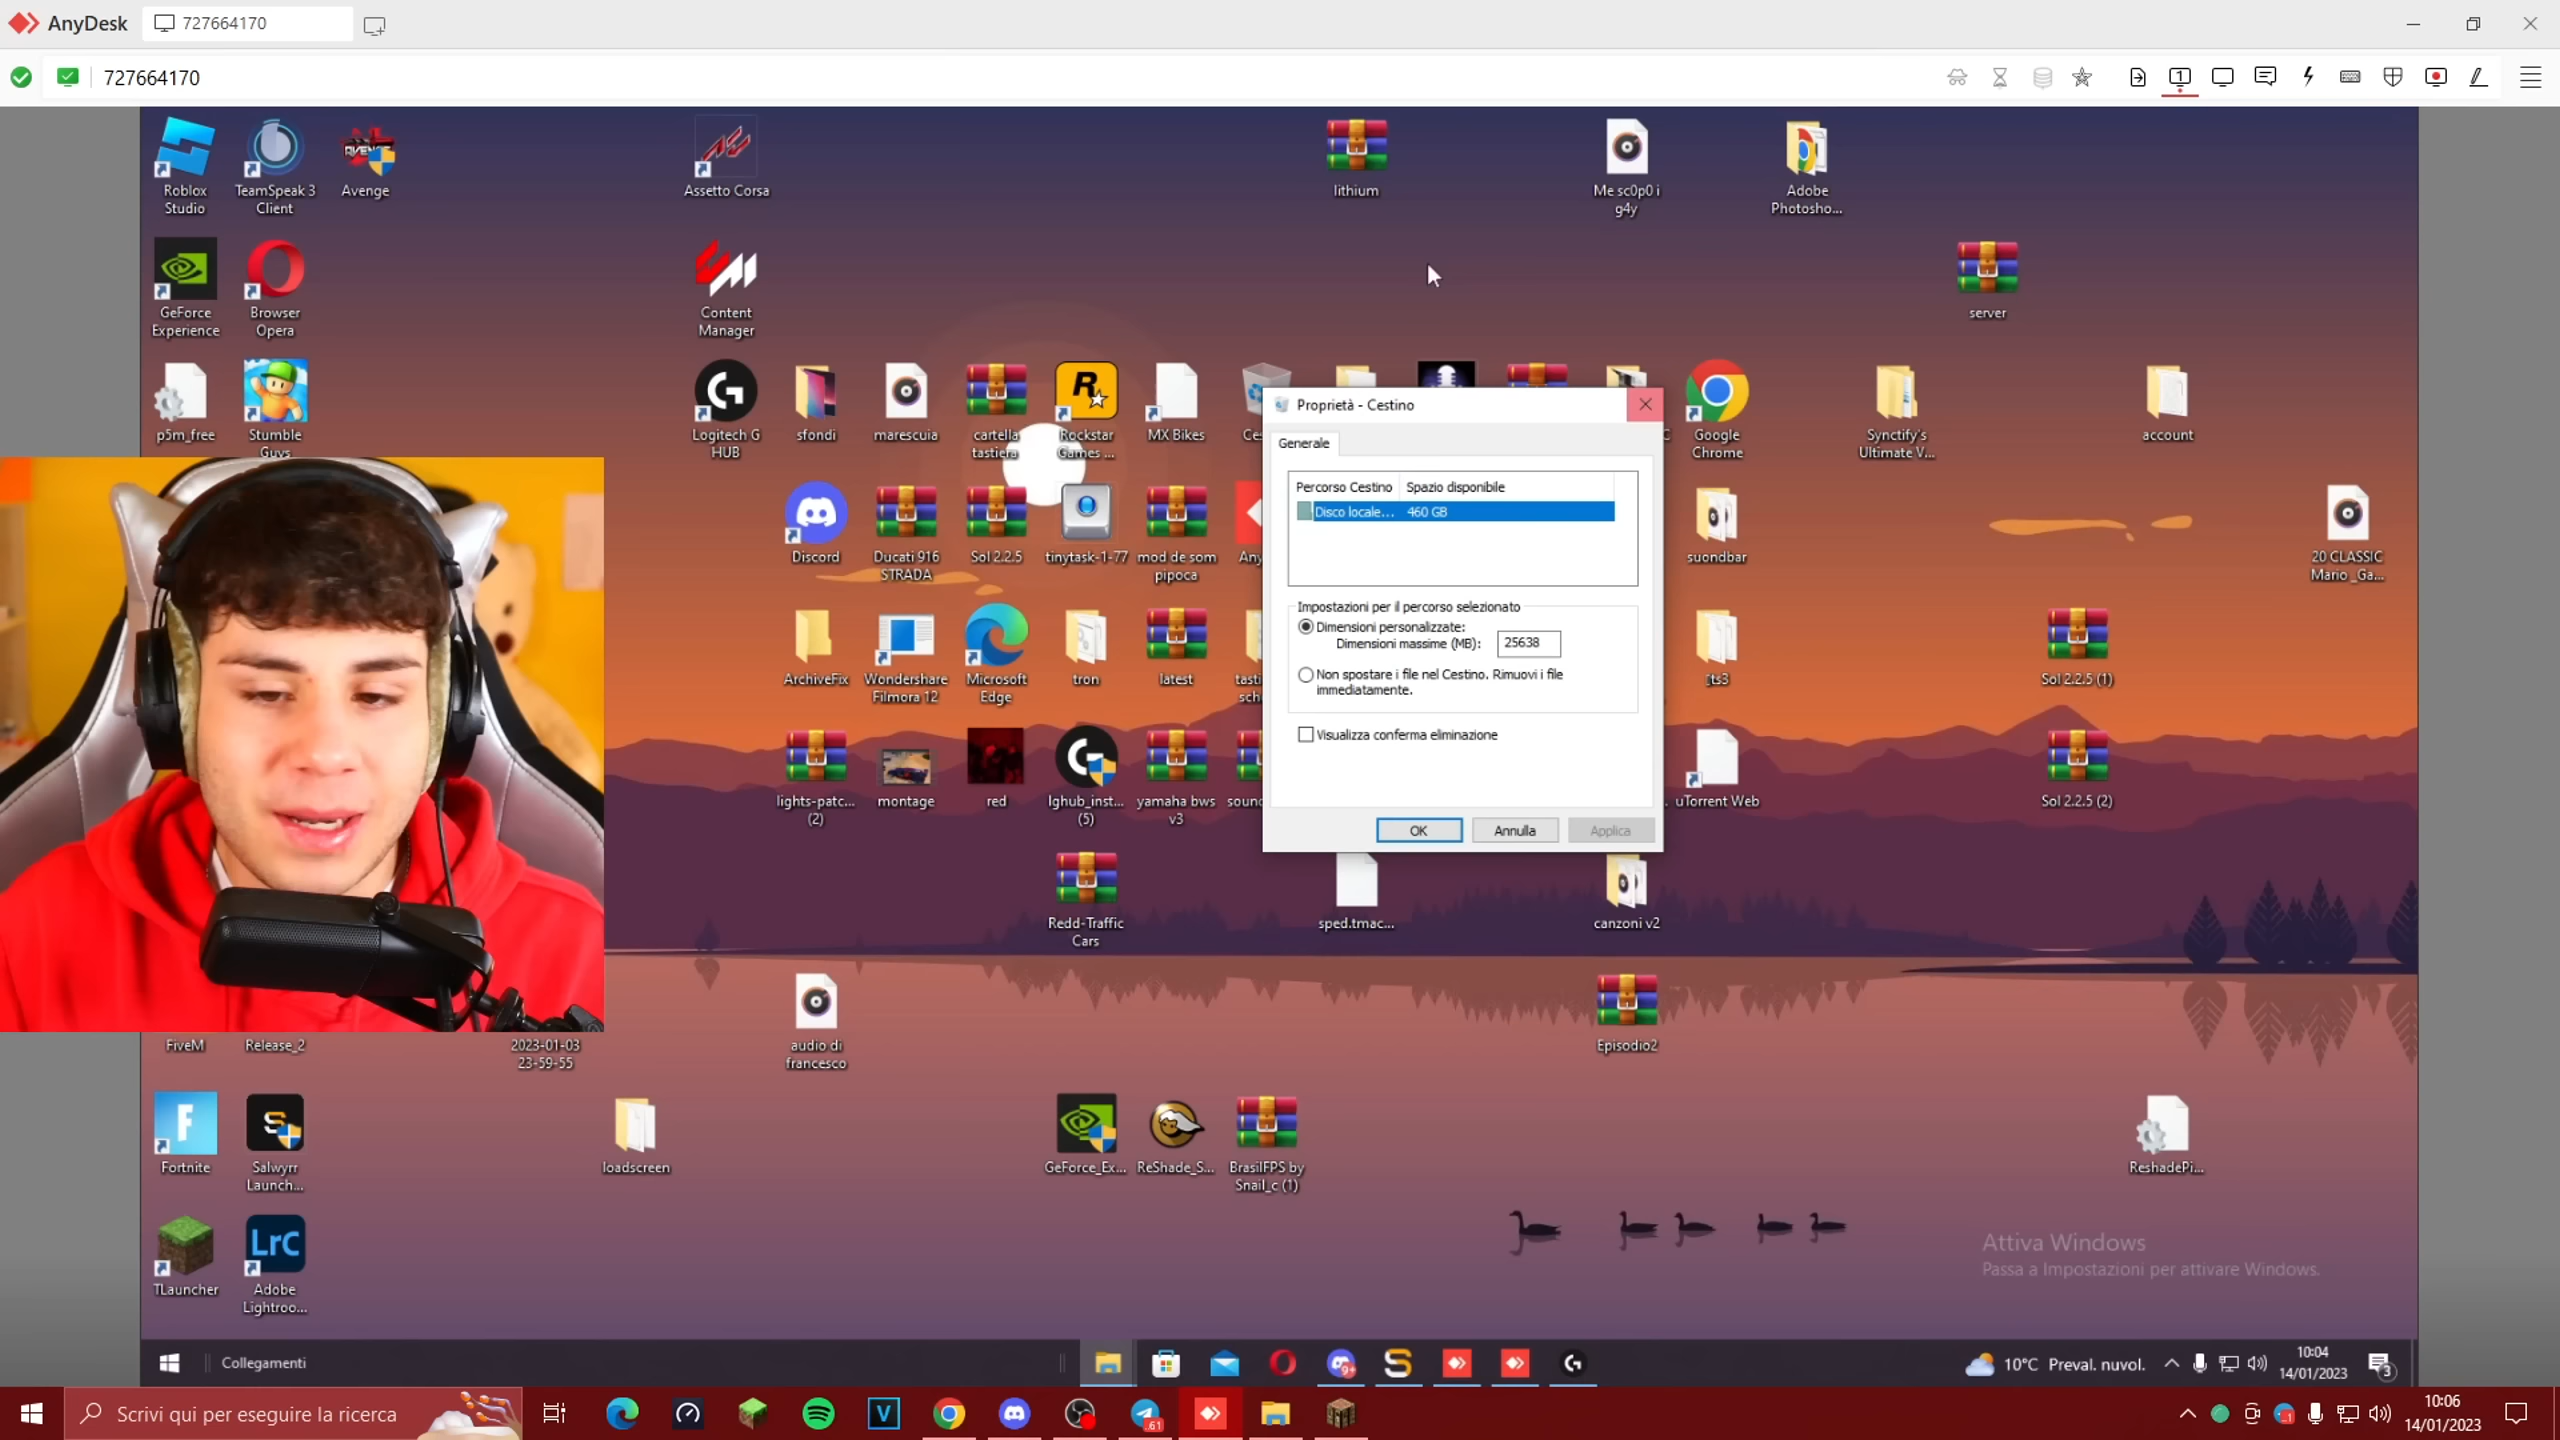 AnyDesk
727664170
727664170
Roblox
Studio
TeamSpeak 3
Client
Avenge
Assetto Corsa
lithium
Me sc0p0 i
g4y
Adobe
Photosho...
GeForce
Experience
Browser
Opera
Content
Manager
server
p5m_free
Stumble
Guys
Logitech G
HUB
sfondi
marescuia
cartella
tastiera
Rockstar
Games ...
MX Bikes
Google
Chrome
Synctify's
Ultimate V...
account
Proprietà - Cestino
Generale
Percorso Cestino
Spazio disponibile
Disco locale...
460 GB
Impostazioni per il percorso selezionato
Dimensioni personalizzate:
Dimensioni massime (MB):
25638
Non spostare i file nel Cestino. Rimuovi i file
immediatamente.
Visualizza conferma eliminazione
OK
Annulla
Applica
Discord
Ducati 916
STRADA
Sol 2.2.5
tinytask-1-77
mod de som
pipoca
Any
suondbar
20 CLASSIC
Mario _Ga...
ArchiveFix
Wondershare
Filmora 12
Microsoft
Edge
tron
latest
tasti
sch
[ts3
Sol 2.2.5 (1)
lights-patc...
(2)
montage
red
lghub_inst...
(5)
yamaha bws
v3
sound
uTorrent Web
Sol 2.2.5 (2)
Redd-Traffic
Cars
sped.tmac...
canzoni v2
FiveM
Release_2
2023-01-03
23-59-55
audio di
francesco
Episodio2
Fortnite
Salwyrr
Launch...
loadscreen
GeForce_Ex...
ReShade_S...
BrasilFPS by
Snail_c (1)
ReshadePi...
TLauncher
LrC
Adobe
Lightroo...
Attiva Windows
Passa a Impostazioni per attivare Windows.
Collegamenti
10°C Preval. nuvol.
10:04
14/01/2023
3
Scrivi qui per eseguire la ricerca
61
10:06
14/01/2023